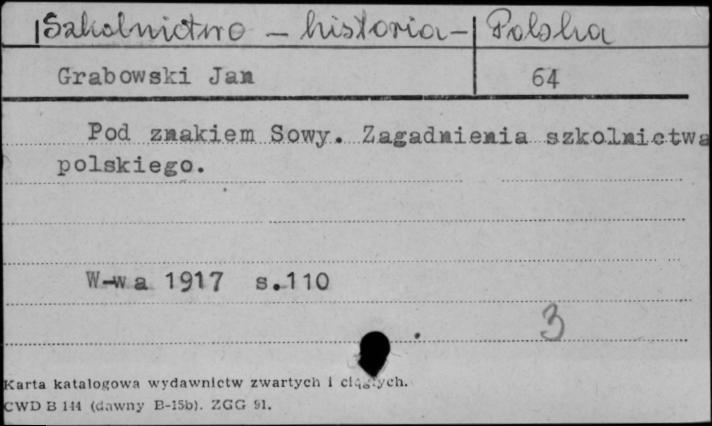 Szkolnictwo - historia - Polska
Grabowski Jan 64
Pod znakiem Sowy. Zagadnienia szkolnictwa
polskiego.
W-wa 1917 s.110
3
Karta katalogowa wydawnictw zwartych i ciągłych.
CWD B 144 (dawny B-15b). ZGG 91.